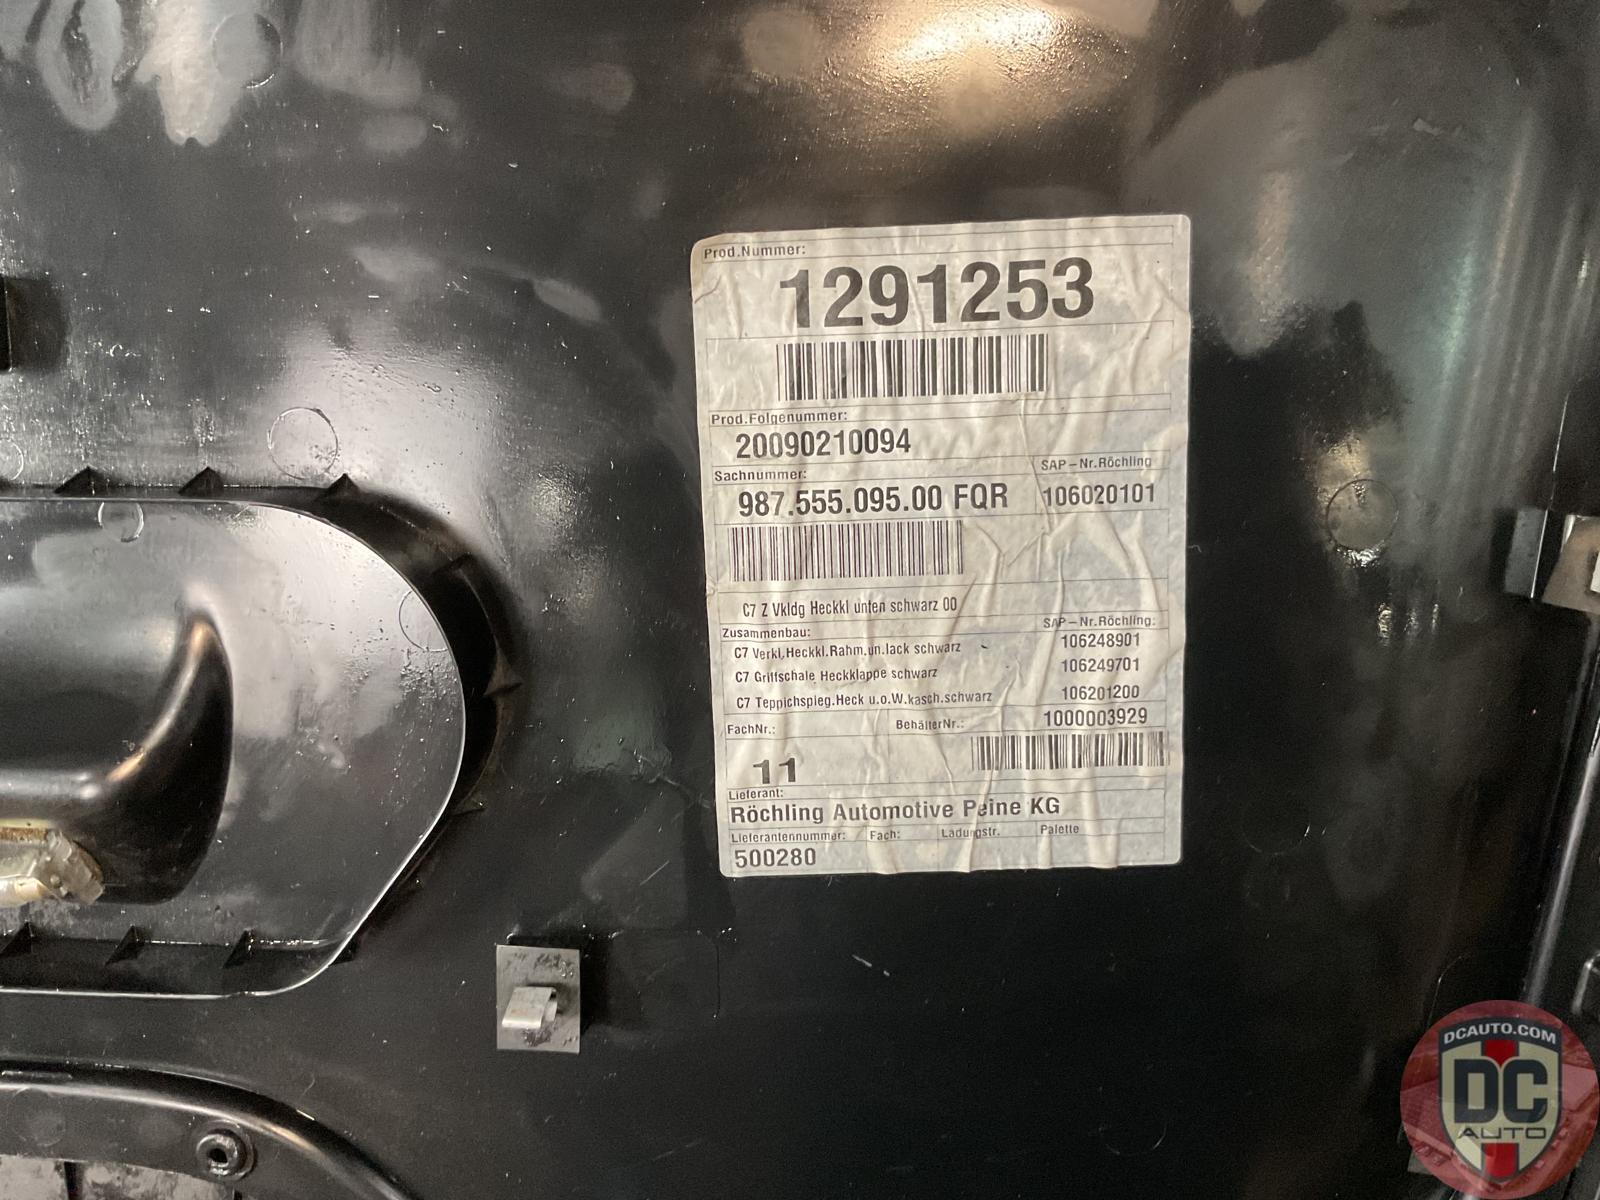 Prod.Nummer:
1291253
Prod.Folgenummer:
20090210094
Sachnummer:
SAP-Nr.Röchling
987.555.095.00 FQR
106020101
C7 Z Vkldg Heckkl unten schwarz 00
Zusammenbau:
SAP-Nr.Röchling:
C7 Verkl.Heckkl.Rahm.un.lack schwarz
106248901
C7 Griffschale Heckklappe schwarz
106249701
C7 Teppichspieg.Heck u.o.W.kasch.schwarz
106201200
FachNr.:
BehälterNr.:
1000003929
11
Lieferant:
Röchling Automotive Peine KG
Lieferantennummer:
Fach:
Ladungstr.
Palette
500280
DCAUTO.COM
DC
AUTO